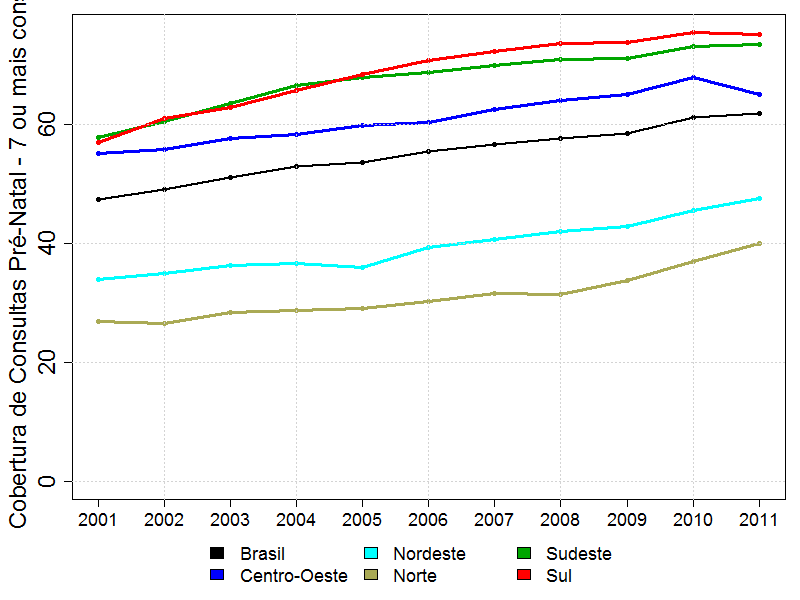 Cobertura de Consultas Pré-Natal - 7 ou mais
60
40
20
0
2001 2002 2003 2004 2005 2006 2007 2008 2009 2010 2011
Brasil Nordeste Sudeste
Centro-Oeste Norte Sul